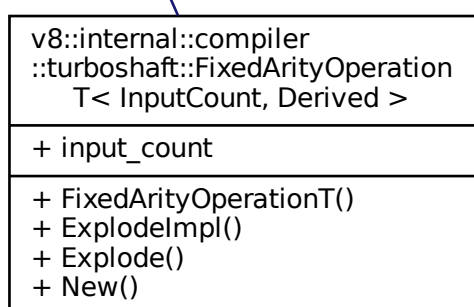 v8::internal::compiler
::turboshaft::FixedArityOperation
T< InputCount, Derived >
+ input_count
+ FixedArityOperationT()
+ ExplodeImpl()
+ Explode()
+ New()